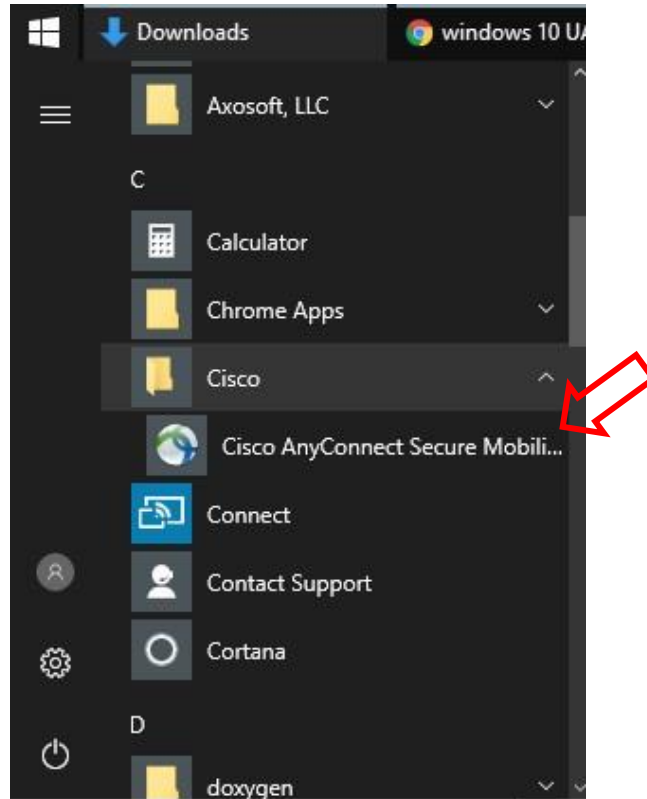 Downloads
windows 10 UA
Axosoft, LLC
C
Calculator
Chrome Apps
Cisco
Cisco AnyConnect Secure Mobili...
Connect
Contact Support
Cortana
D
doxygen